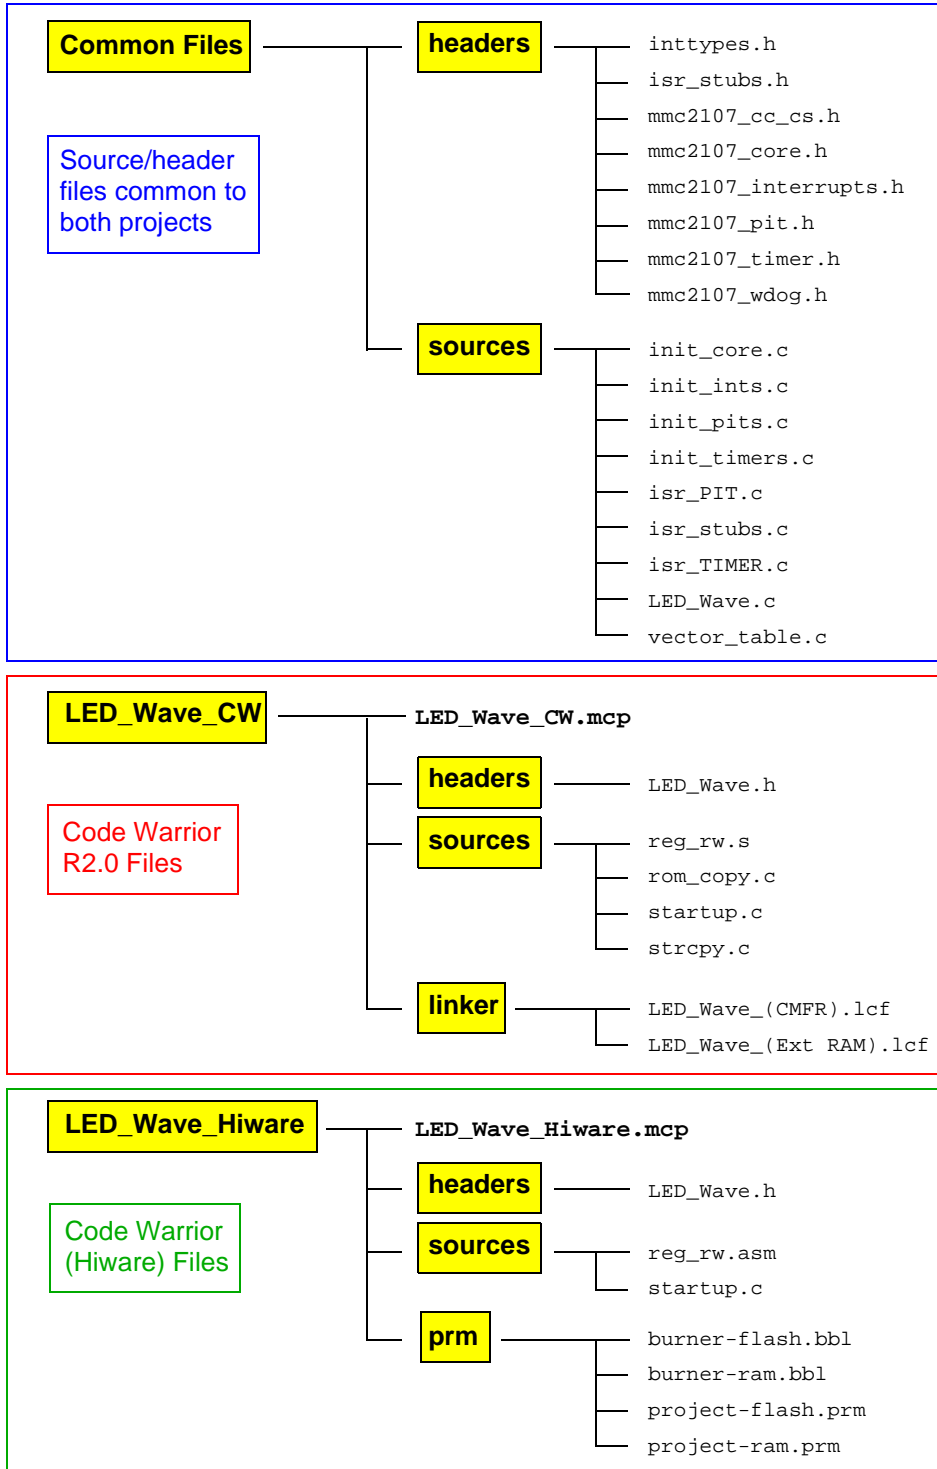 Common Files
headers
inttypes.h
isr_stubs.h
mmc2107_cc_cs.h
mmc2107_core.h
mmc2107_interrupts.h
mmc2107_pit.h
mmc2107_timer.h
mmc2107_wdog.h
Source/header
files common to
both projects
sources
init_core.c
init_ints.c
init_pits.c
init_timers.c
isr_PIT.c
isr_stubs.c
isr_TIMER.c
LED_Wave.c
vector_table.c
LED_Wave_CW
LED_Wave_CW.mcp
headers
LED_Wave.h
Code Warrior
R2.0 Files
sources
reg_rw.s
rom_copy.c
startup.c
strcpy.c
linker
LED_Wave_(CMFR).lcf
LED_Wave_(Ext RAM).lcf
LED_Wave_Hiware
LED_Wave_Hiware.mcp
headers
LED_Wave.h
Code Warrior
(Hiware) Files
sources
reg_rw.asm
startup.c
prm
burner-flash.bbl
burner-ram.bbl
project-flash.prm
project-ram.prm